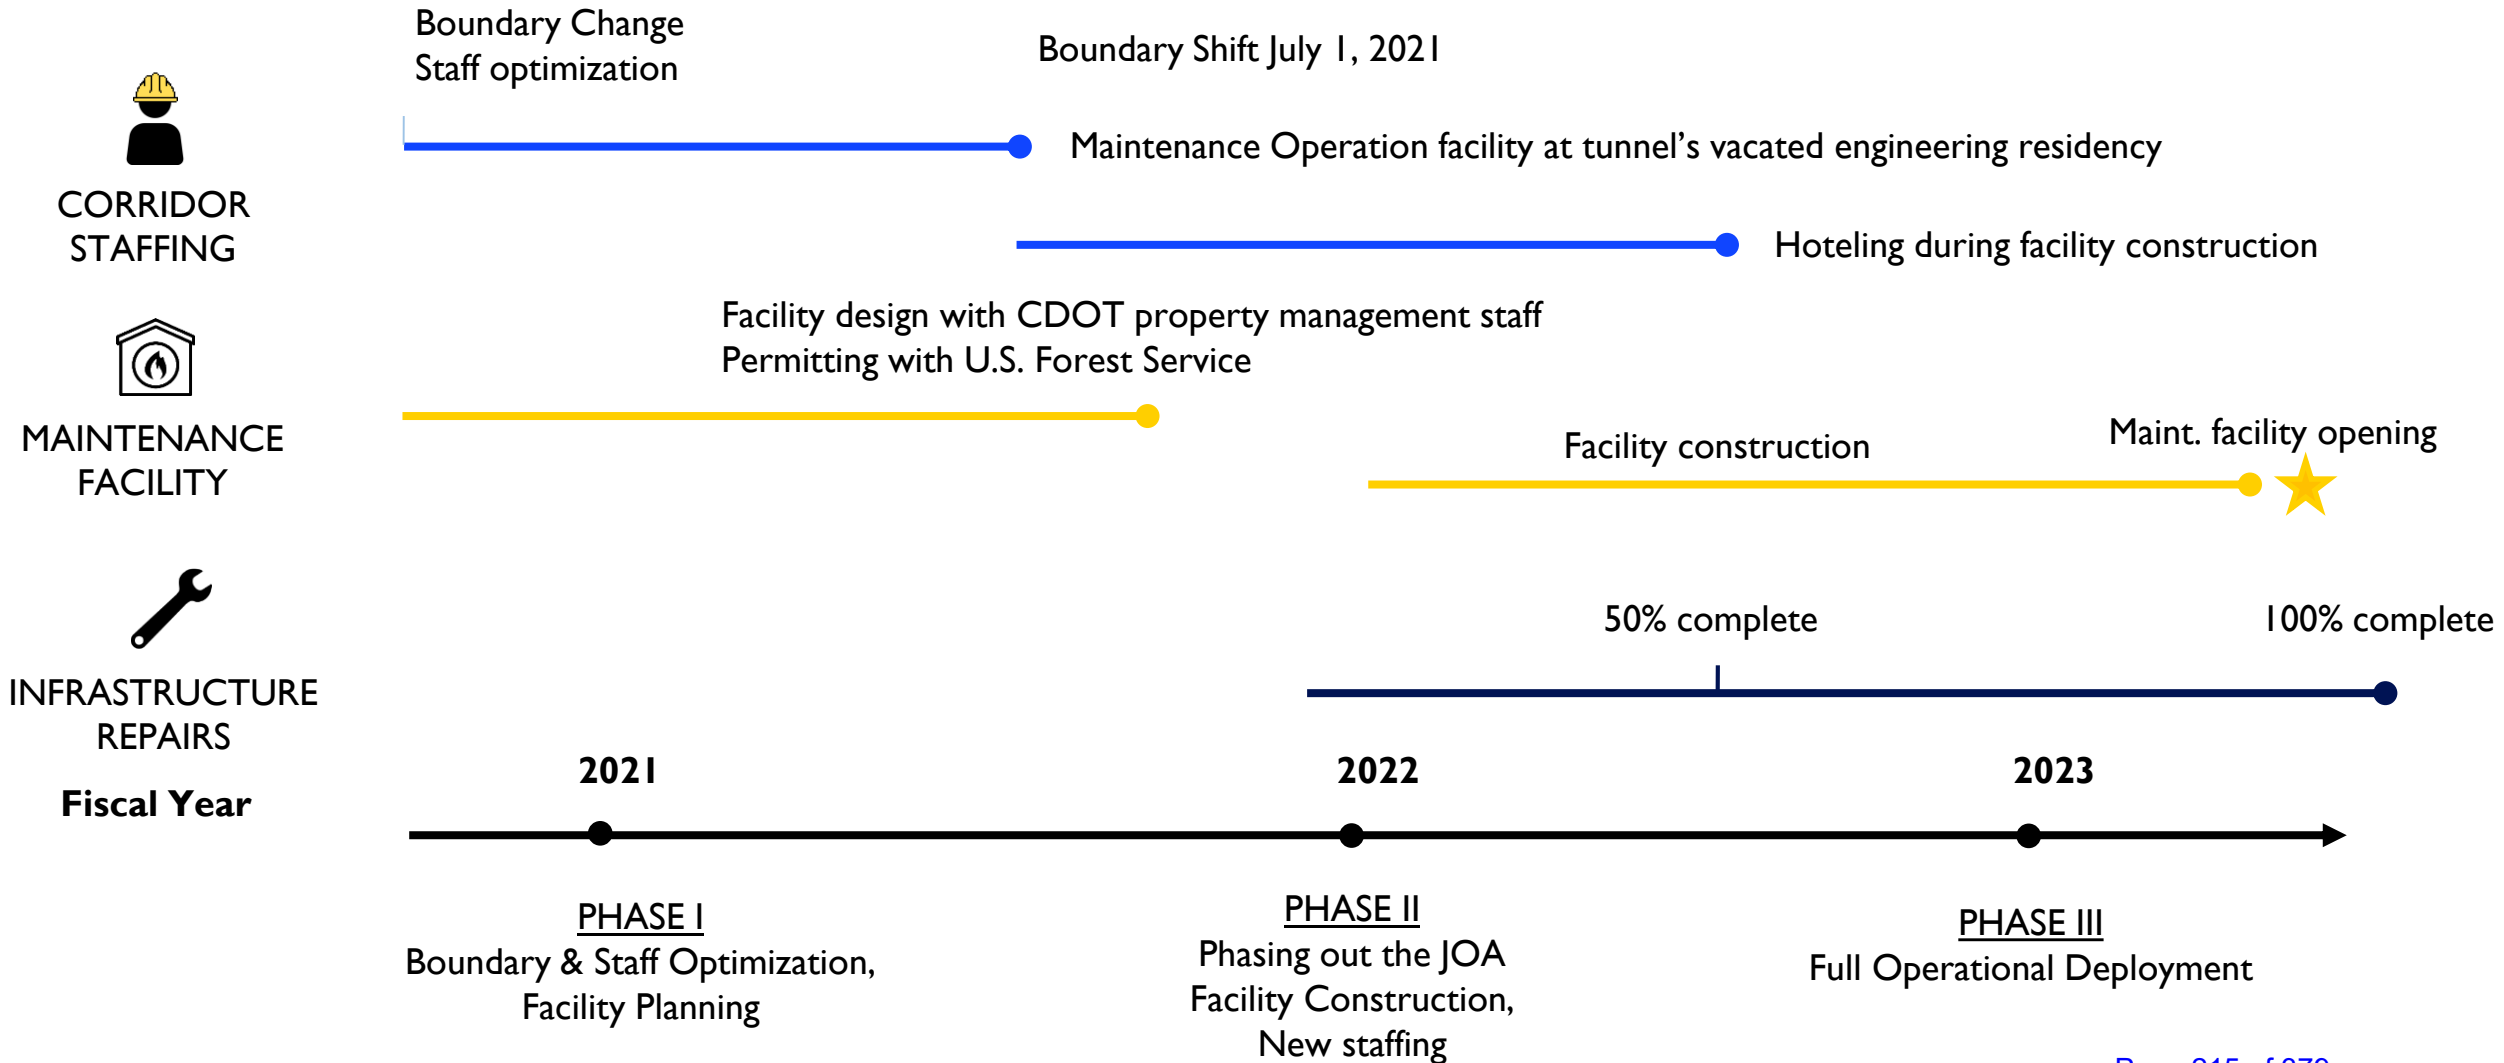 Boundary Change
Staff optimization
Boundary Shift July 1, 2021
Maintenance Operation facility at tunnel's vacated engineering residency
CORRIDOR
STAFFING
Hoteling during facility construction
Facility design with CDOT property management staff
Permitting with U.S. Forest Service
MAINTENANCE
FACILITY
Facility construction
Maint. facility opening
50% complete
100% complete
INFRASTRUCTURE
REPAIRS
2021
2022
2023
Fiscal Year
PHASE I
Boundary & Staff Optimization,
Facility Planning
PHASE II
Phasing out the JOA
Facility Construction,
New staffing
PHASE III
Full Operational Deployment